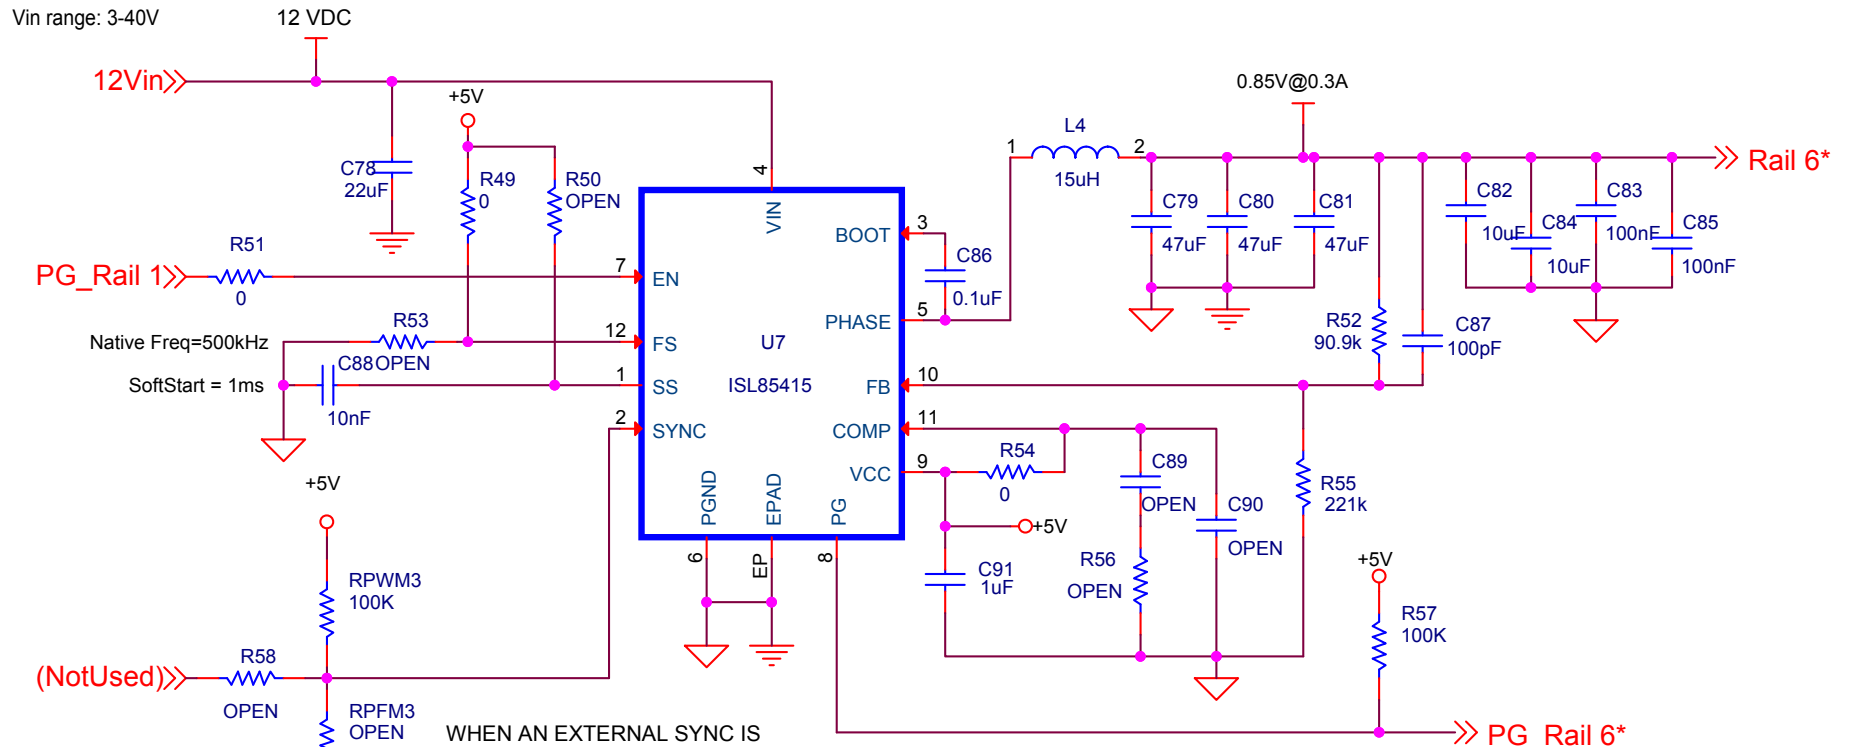 Vin range: 3-40V
12 VDC
12Vin
+5V
0.85V@0.3A
L4
1
2
15uH
Rail 6*
C78
22uF
R49
0
R50
OPEN
4
VIN
C79
47uF
C80
47uF
C81
47uF
C82
10uF
C84
10uF
C83
100nF
C85
100nF
3
BOOT
C86
0.1uF
R51
PG_Rail 1
0
7
EN
5
PHASE
R53
Native Freq=500kHz
OPEN
12
FS
U7
R52
90.9k
C87
100pF
C88
SoftStart = 1ms
10nF
1
SS
ISL85415
10
FB
2
SYNC
11
COMP
9
VCC
R54
0
C89
OPEN
C90
OPEN
R55
221k
+5V
PGND
EPAD
PG
+5V
6
EP
8
C91
1uF
R56
OPEN
+5V
RPWM3
100K
R57
100K
(NotUsed)
R58
OPEN
RPFM3
OPEN
WHEN AN EXTERNAL SYNC IS
PG_Rail 6*